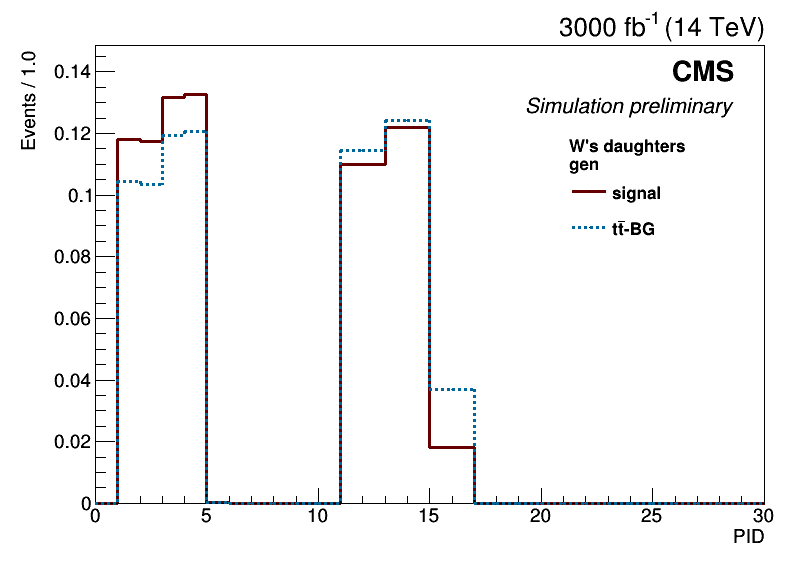 3000 fb⁻¹ (14 TeV)
CMS
Simulation preliminary
W's daughters
gen
signal
tt̄-BG
Events / 1.0
0.14
0.12
0.1
0.08
0.06
0.04
0.02
0
0 5 10 15 20 25 30
PID